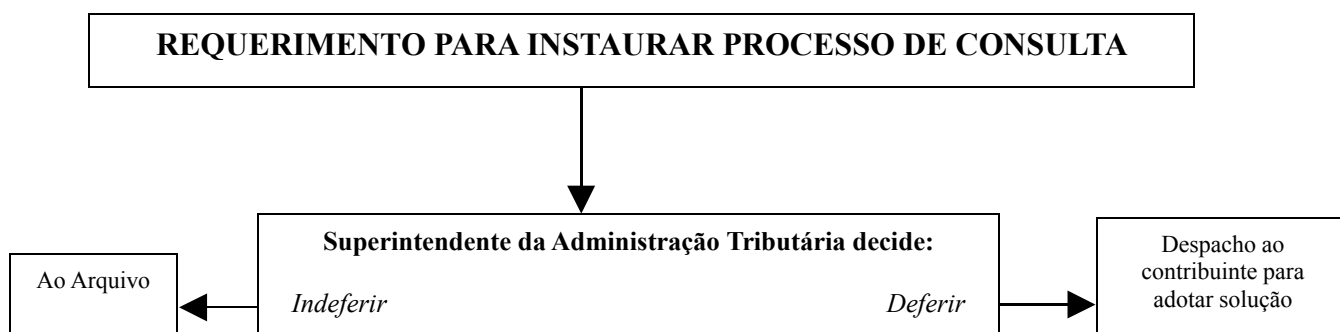 REQUERIMENTO PARA INSTAURAR PROCESSO DE CONSULTA
Superintendente da Administração Tributária decide:
Ao Arquivo
Indeferir
Deferir
Despacho ao
contribuinte para
adotar solução